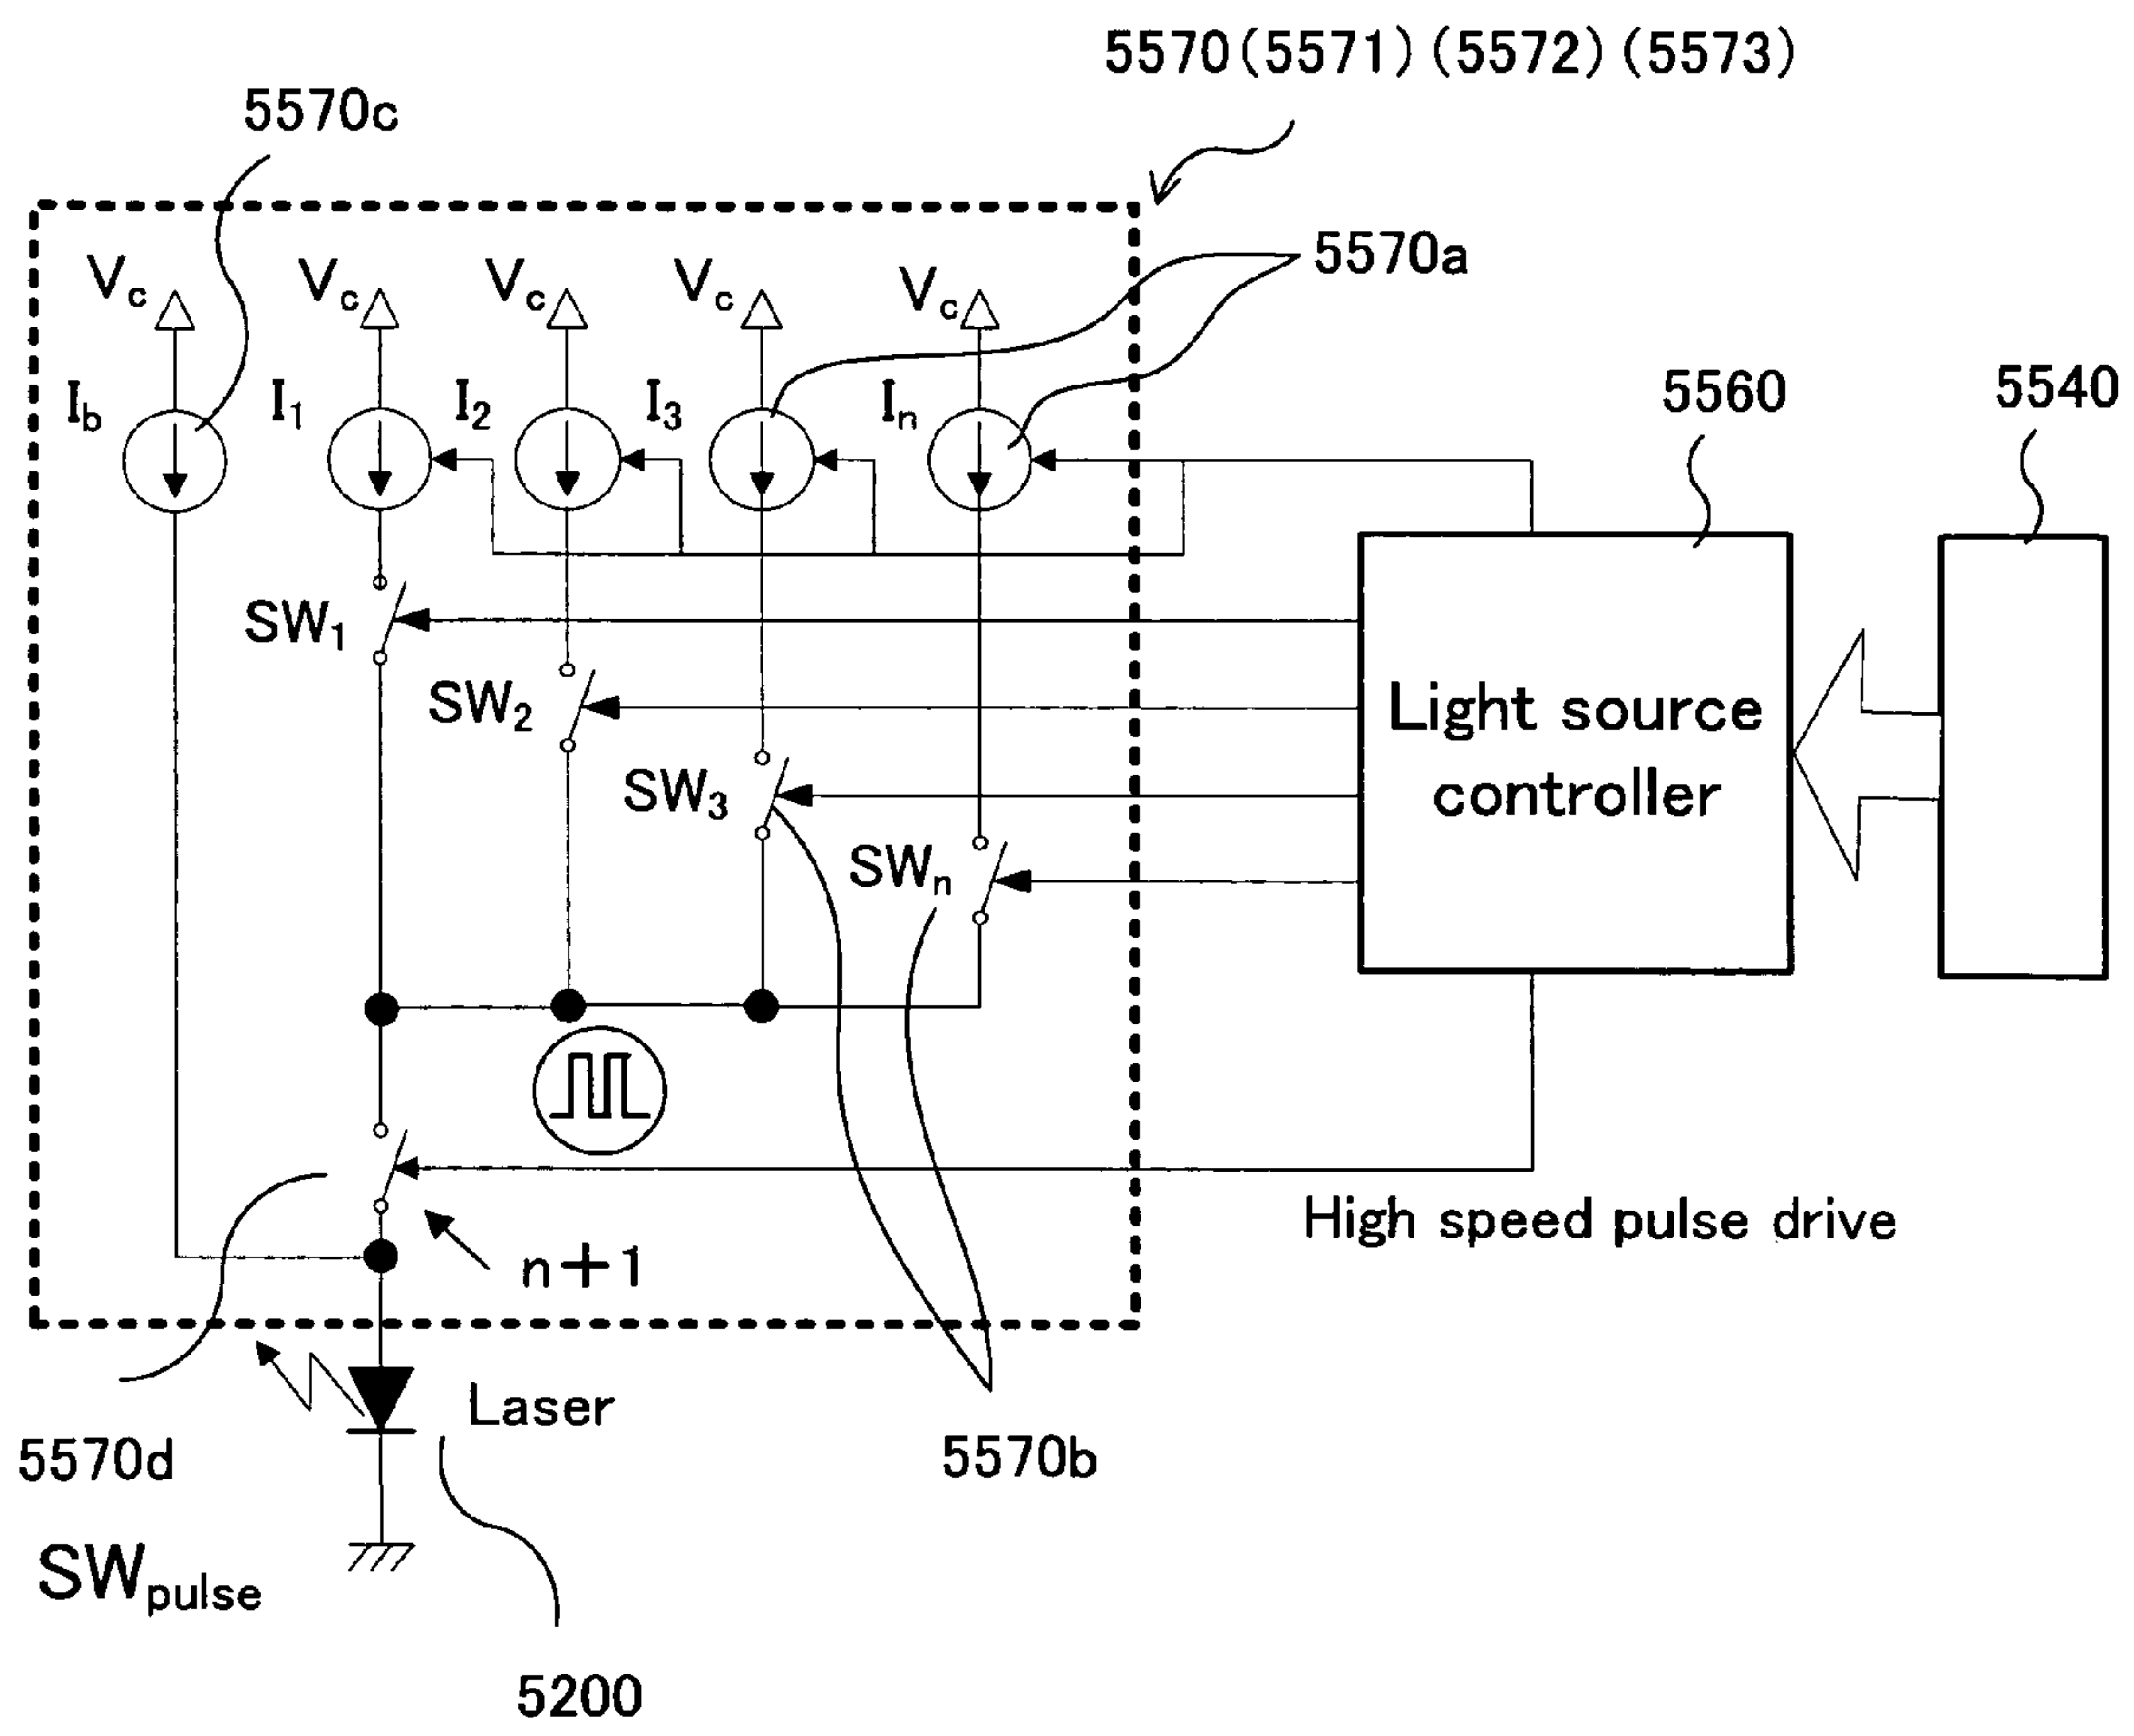 5570(5571)(5572)(5573)
5570c
5570a
Vc Vc Vc Vc Vc
Ib I1 I2 I3 In
5560 5540
SW1
SW2
SW3
SWn
Light source
controller
High speed pulse drive
n+1
Laser
5570d
5570b
SWpulse
5200